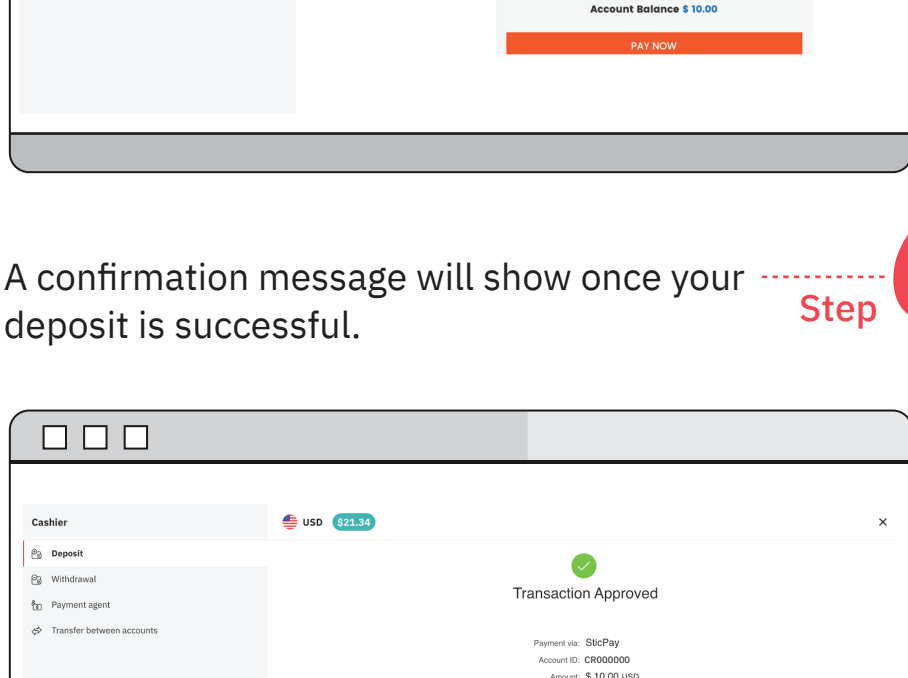 Account Balance $ 10.00
PAY NOW
A confirmation message will show once your
deposit is successful.
Step
Cashier
USD $21.34
Deposit
Withdrawal
Payment agent
Transfer between accounts
Transaction Approved
Payment via: SticPay
Account ID: CR000000
Amount: $ 10.00 USD